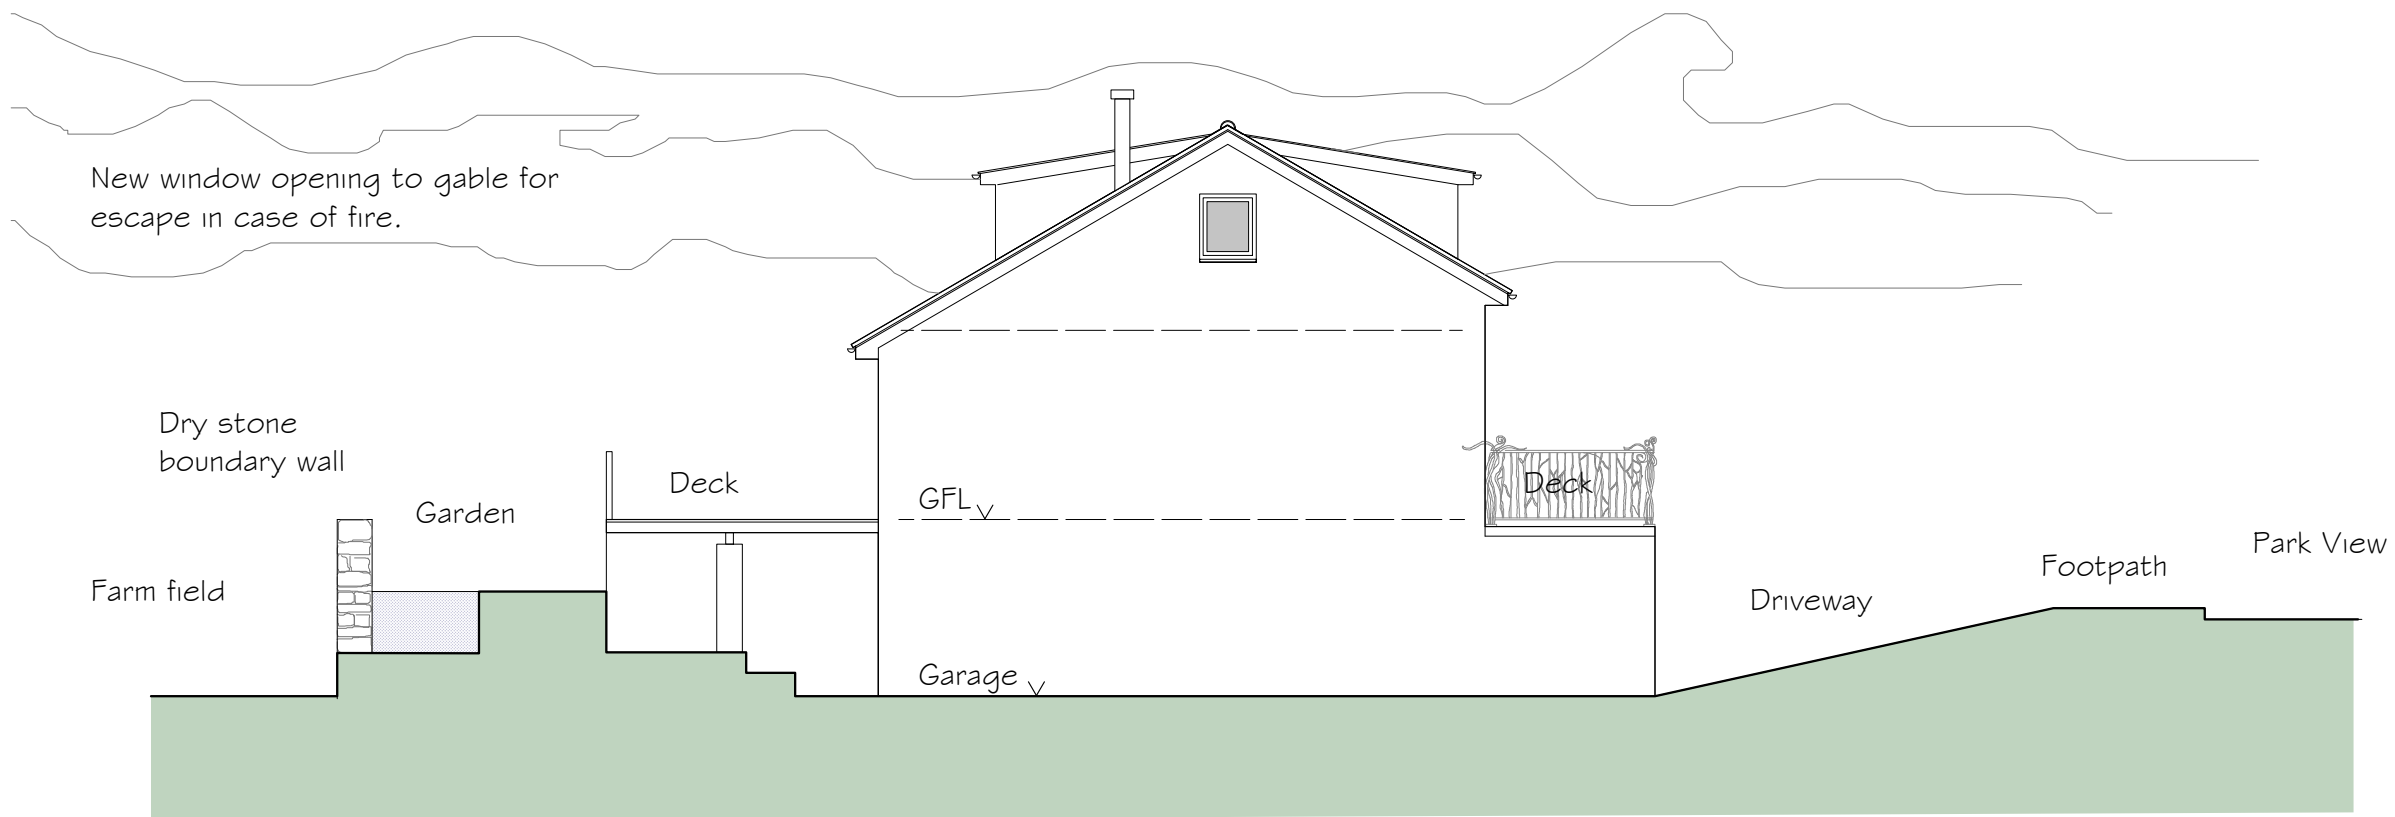 New window opening to gable for
escape in case of fire.
Dry stone
boundary wall
Garden
Deck
GFL
Deck
Farm field
Garage
Driveway
Footpath
Park View